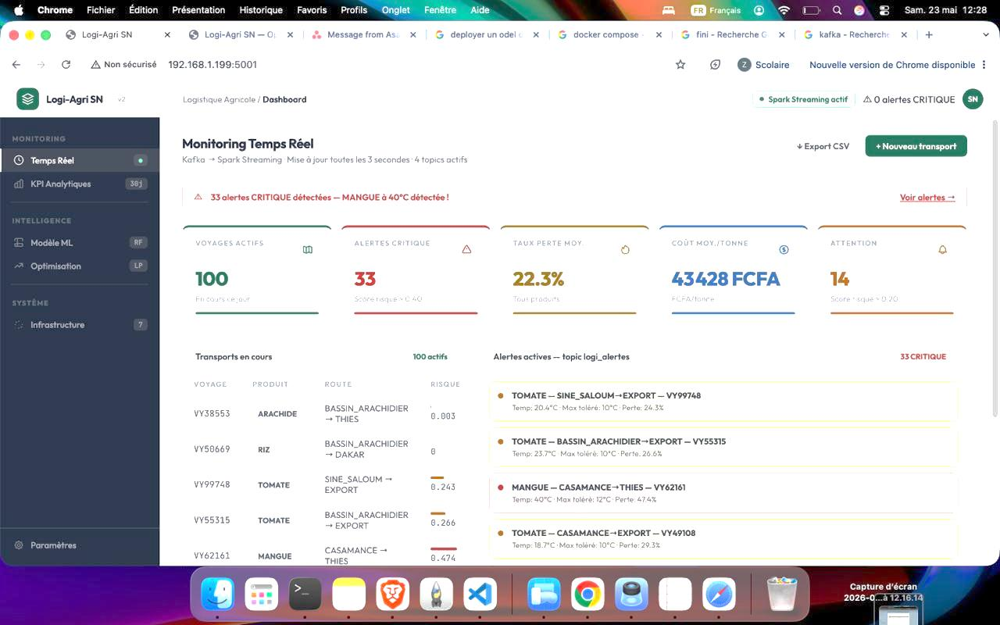 Chrome Fichier Édition Présentation Historique Favoris Profils Onglet Fenêtre Aide FR Français Sam. 23 mai 12:28
Logi-Agri SN
Logi-Agri SN — Op
Message from Asa
deployer un odel d
docker compose -
fini - Recherche G
kafka - Recherche
Non sécurisé 192.168.1.199:5001 Z Scolaire Nouvelle version de Chrome disponible
Logi-Agri SN v2
Logistique Agricole / Dashboard
Spark Streaming actif
0 alertes CRITIQUE
SN
MONITORING
Temps Réel
KPI Analytiques 30j
INTELLIGENCE
Modèle ML RF
Optimisation LP
SYSTÈME
Infrastructure 7
Paramètres
Monitoring Temps Réel
Kafka → Spark Streaming · Mise à jour toutes les 3 secondes · 4 topics actifs
↓ Export CSV
+ Nouveau transport
33 alertes CRITIQUE détectées — MANGUE à 40°C détectée !
Voir alertes →
VOYAGES ACTIFS
100
En cours ce jour
ALERTES CRITIQUE
33
Score risque > 0.40
TAUX PERTE MOY.
22.3%
Tous produits
COÛT MOY./TONNE
43 428 FCFA
FCFA/tonne
ATTENTION
14
Score risque > 0.20
Transports en cours 100 actifs
VOYAGE PRODUIT ROUTE RISQUE
VY38553 ARACHIDE BASSIN_ARACHIDIER → THIES 0.003
VY50669 RIZ BASSIN_ARACHIDIER → DAKAR 0
VY99748 TOMATE SINE_SALOUM → EXPORT 0.243
VY55315 TOMATE BASSIN_ARACHIDIER → EXPORT 0.266
VY62161 MANGUE CASAMANCE → THIES 0.474
Alertes actives — topic logi_alertes 33 CRITIQUE
TOMATE — SINE_SALOUM→EXPORT — VY99748
Temp: 20.4°C · Max toléré: 10°C · Perte: 24.3%
TOMATE — BASSIN_ARACHIDIER→EXPORT — VY55315
Temp: 23.7°C · Max toléré: 10°C · Perte: 26.6%
MANGUE — CASAMANCE→THIES — VY62161
Temp: 40°C · Max toléré: 12°C · Perte: 47.4%
TOMATE — CASAMANCE→EXPORT — VY49108
Temp: 18.7°C · Max toléré: 10°C · Perte: 29.3%
Capture d'écran
2026-0...à 12.16.14